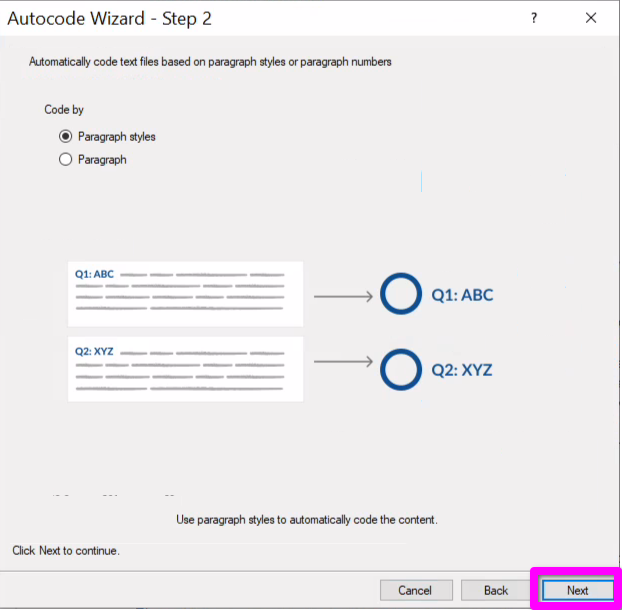 Autocode Wizard - Step 2
?
Automatically code text files based on paragraph styles or paragraph numbers
Code by
Paragraph styles
Paragraph
Q1: ABC
Q1: ABC
Q2: XYZ
Q2: XYZ
Use paragraph styles to automatically code the content.
Click Next to continue.
Cancel
Back
Next